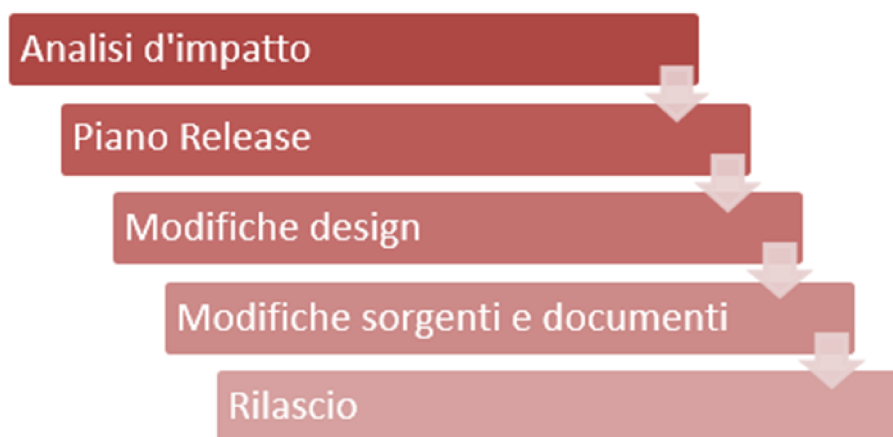 Analisi d'impatto
Piano Release
Modifiche design
Modifiche sorgenti e documenti
Rilascio